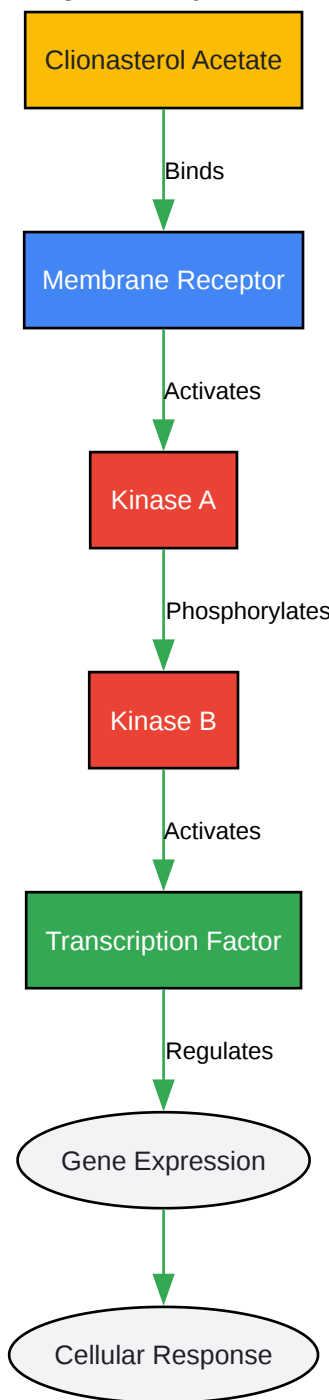 Clionasterol Acetate
Binds
Membrane Receptor
Activates
Kinase A
Phosphorylates
Kinase B
Activates
Transcription Factor
Regulates
Gene Expression
Cellular Response